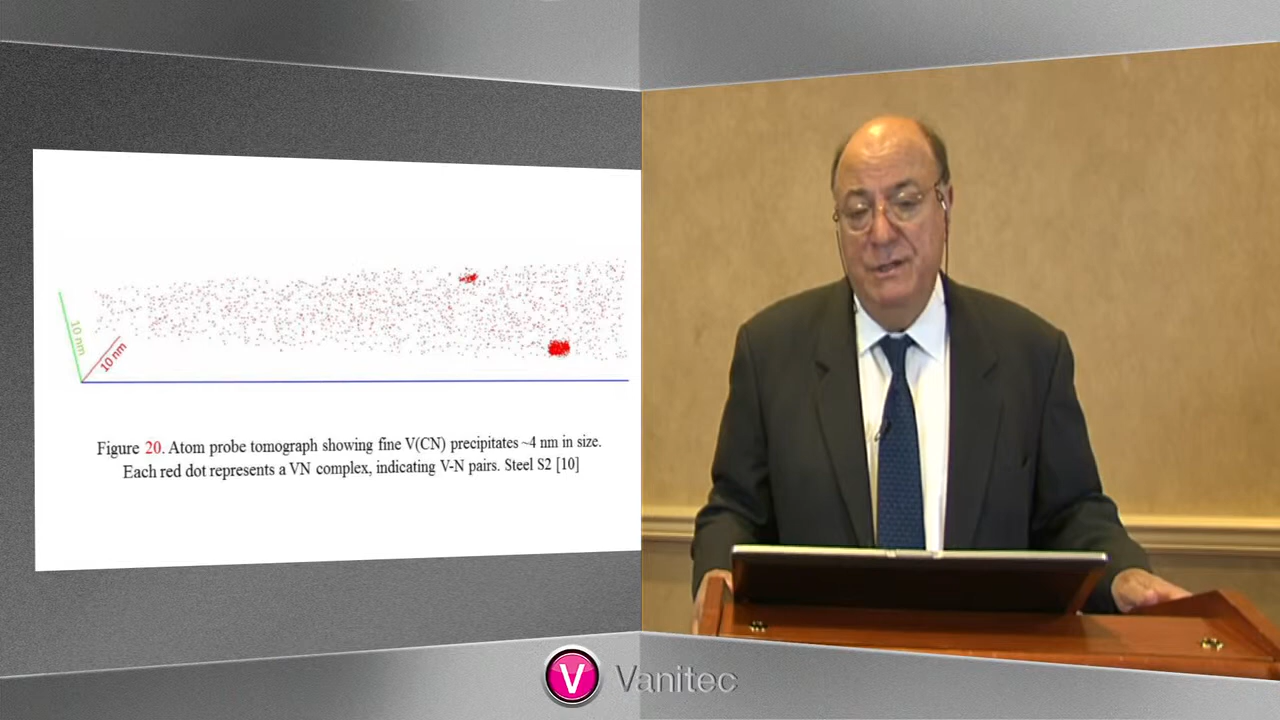 10 nm
10 nm
Figure 20. Atom probe tomograph showing fine V(CN) precipitates ~4 nm in size.
Each red dot represents a VN complex, indicating V-N pairs. Steel S2 [10]
V Vanitec